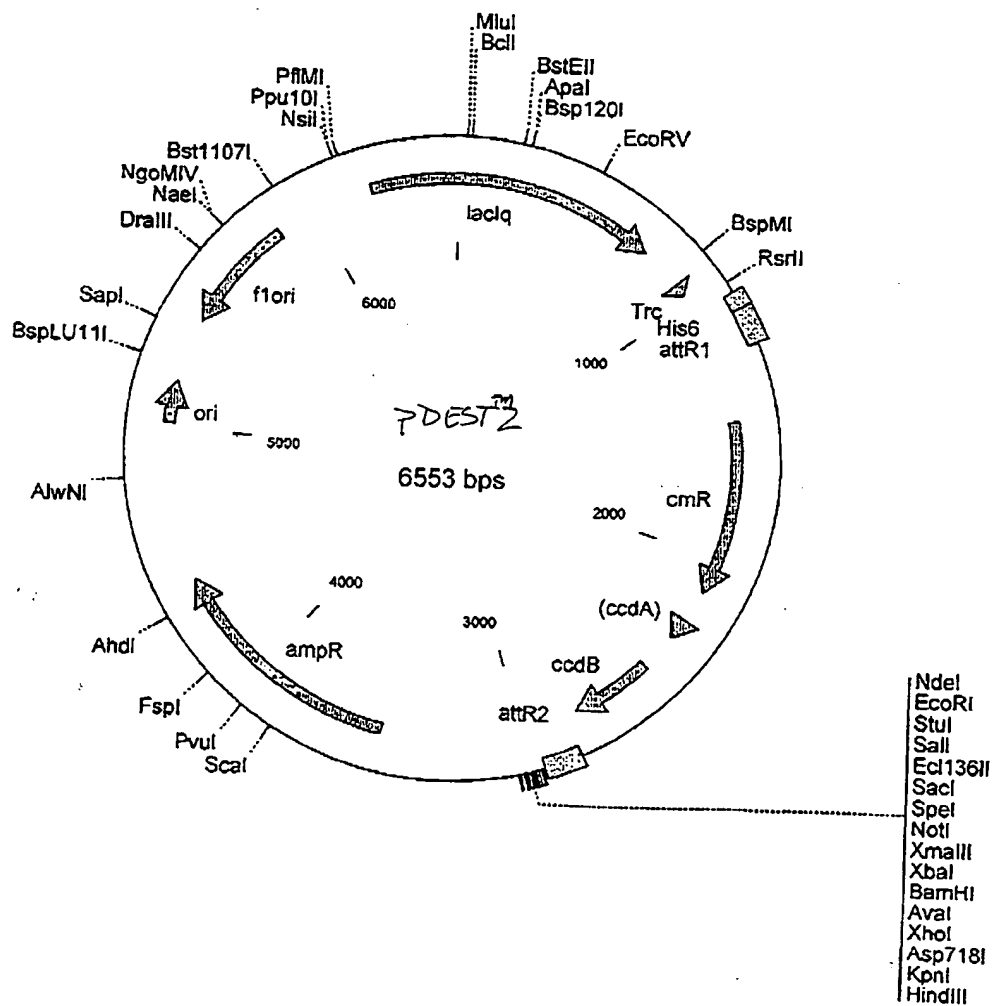 MluI
BclI
BstEII
ApaI
Bsp120I
EcoRV
PflMI
Ppu10I
NsiI
Bst1107I
NgoMIV
NaeI
DraIII
SapI
BspLU11I
AlwNI
AhdI
FspI
PvuI
ScaI
BspMI
RsrII
lacIq
f1ori
6000
Trc
His6
attR1
1000
ori
5000
pDEST™2
6553 bps
cmR
2000
(ccdA)
4000
3000
ampR
ccdB
attR2
NdeI
EcoRI
StuI
SalI
Ecl136II
SacI
SpeI
NotI
XmaIII
XbaI
BamHI
AvaI
XhoI
Asp718I
KpnI
HindIII